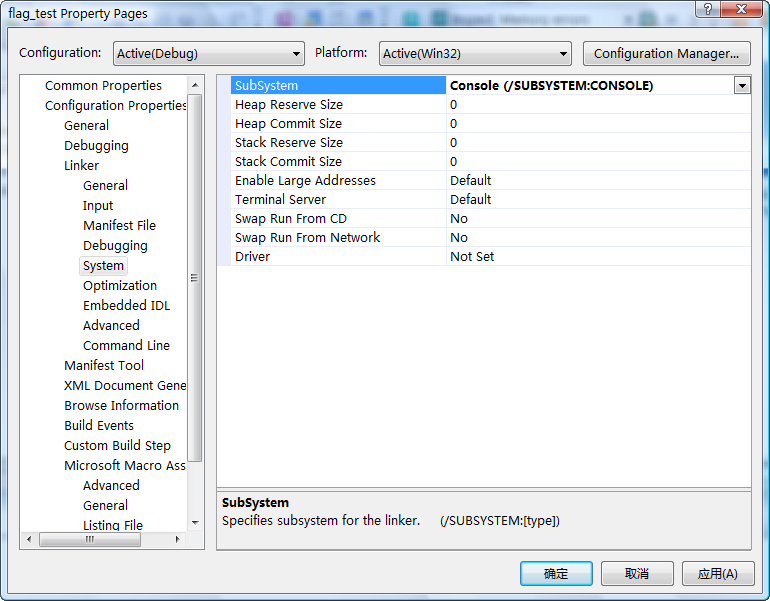 flag_test Property Pages
Configuration: Active(Debug) Platform: Active(Win32) Configuration Manager...
Common Properties
Configuration Properties
General
Debugging
Linker
General
Input
Manifest File
Debugging
System
Optimization
Embedded IDL
Advanced
Command Line
Manifest Tool
XML Document Gene
Browse Information
Build Events
Custom Build Step
Microsoft Macro Ass
Advanced
General
Listing File
SubSystem Console (/SUBSYSTEM:CONSOLE)
Heap Reserve Size 0
Heap Commit Size 0
Stack Reserve Size 0
Stack Commit Size 0
Enable Large Addresses Default
Terminal Server Default
Swap Run From CD No
Swap Run From Network No
Driver Not Set
SubSystem
Specifies subsystem for the linker. (/SUBSYSTEM:[type])
确定 取消 应用(A)